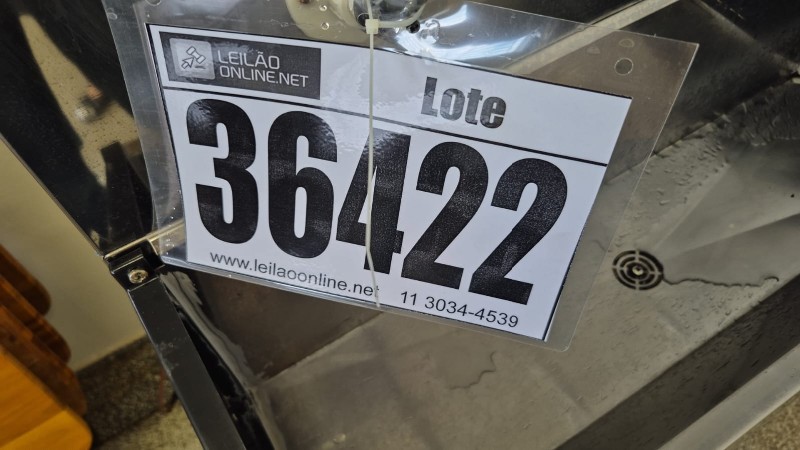 LEILÃO
ONLINE.NET
Lote
36422
www.leilaoonline.net
11 3034-4539